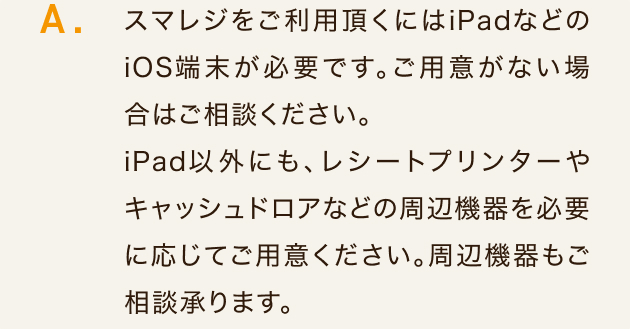 A. スマレジをご利用頂くにはiPadなどの
iOS端末が必要です。ご用意がない場
合はご相談ください。
iPad以外にも、レシートプリンターや
キャッシュドロアなどの周辺機器を必要
に応じてご用意ください。周辺機器もご
相談承ります。